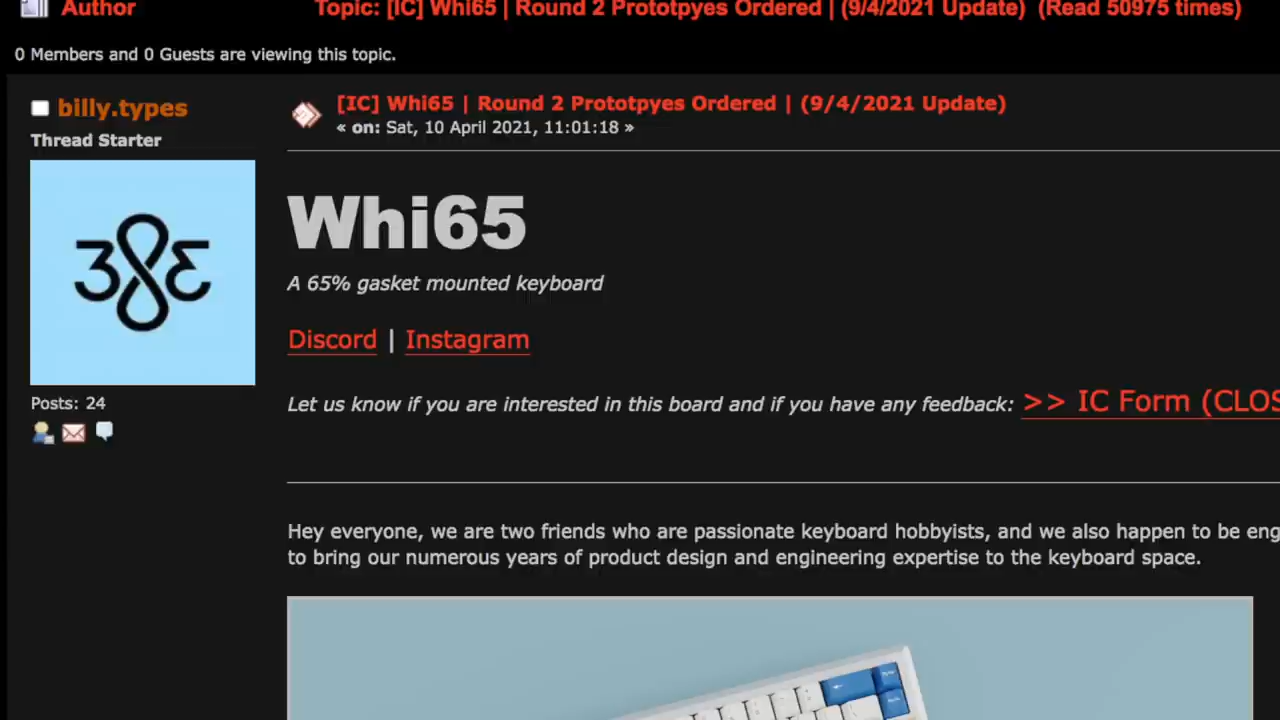 Author
Topic: [IC] Whi65 | Round 2 Prototpyes Ordered | (9/4/2021 Update)  (Read 50975 times)
0 Members and 0 Guests are viewing this topic.
billy.types
Thread Starter
Posts: 24
[IC] Whi65 | Round 2 Prototpyes Ordered | (9/4/2021 Update)
« on: Sat, 10 April 2021, 11:01:18 »
Whi65
A 65% gasket mounted keyboard
Discord | Instagram
Let us know if you are interested in this board and if you have any feedback: >> IC Form (CLOS
Hey everyone, we are two friends who are passionate keyboard hobbyists, and we also happen to be eng
to bring our numerous years of product design and engineering expertise to the keyboard space.